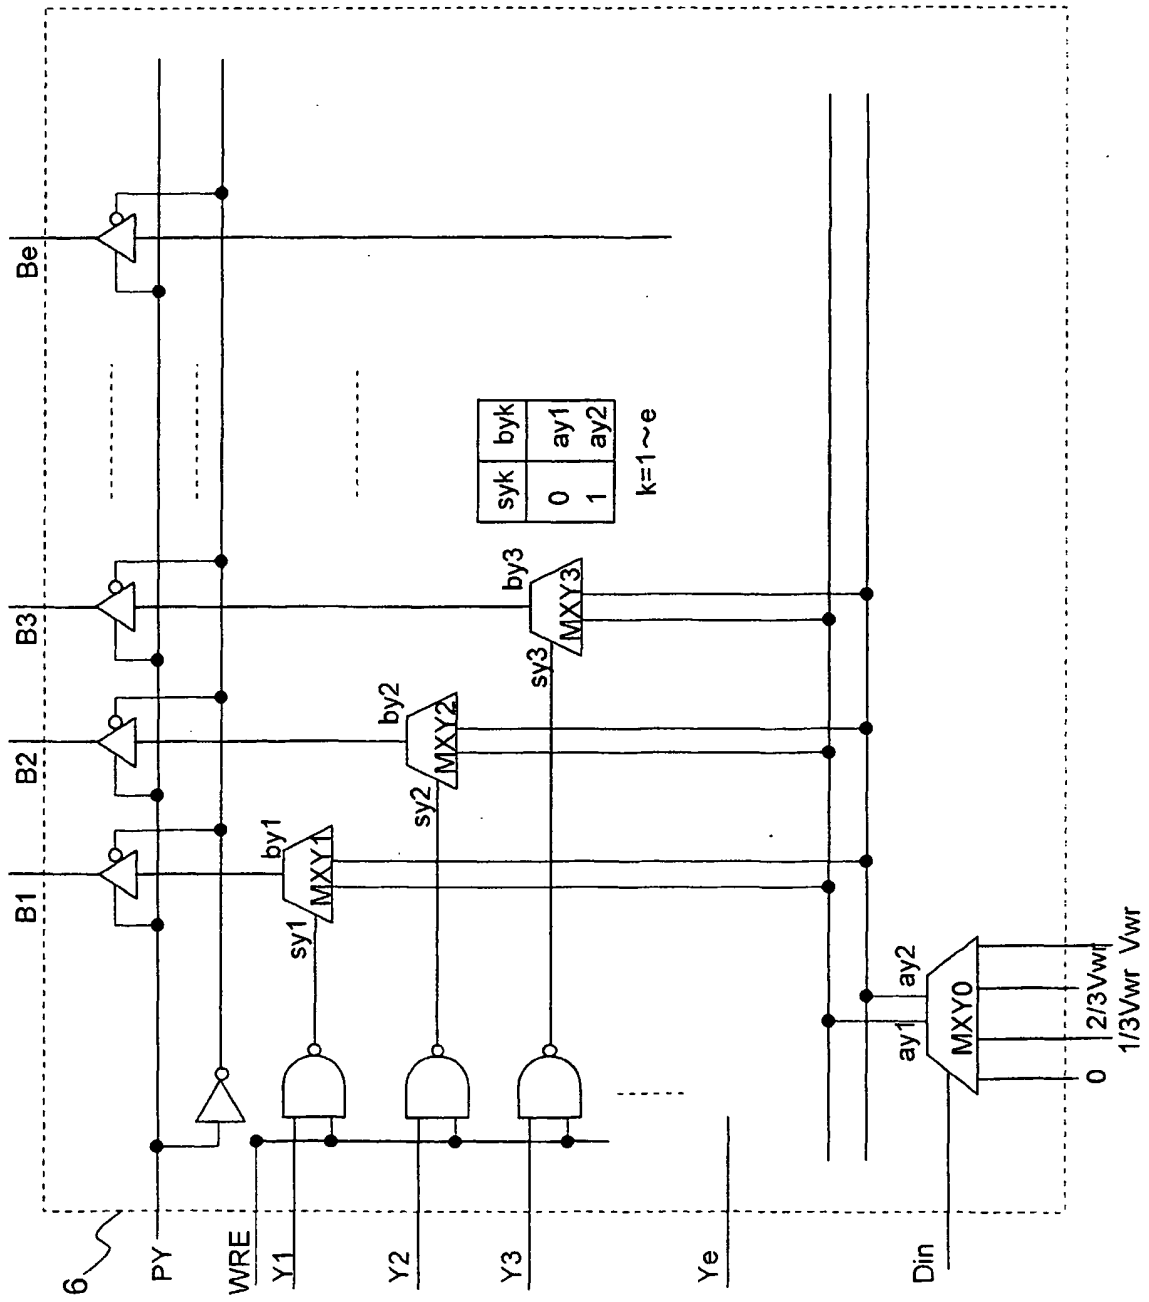 B1
B2
B3
Be
by1
MXY1
sy1
by2
MXY2
sy2
by3
MXY3
sy3
syk byk
0 ay1
1 ay2
k=1～e
ay1
ay2
MXY0
0
1/3Vwr
2/3Vwr
Vwr
6
PY
WRE
Y1
Y2
Y3
Ye
Din